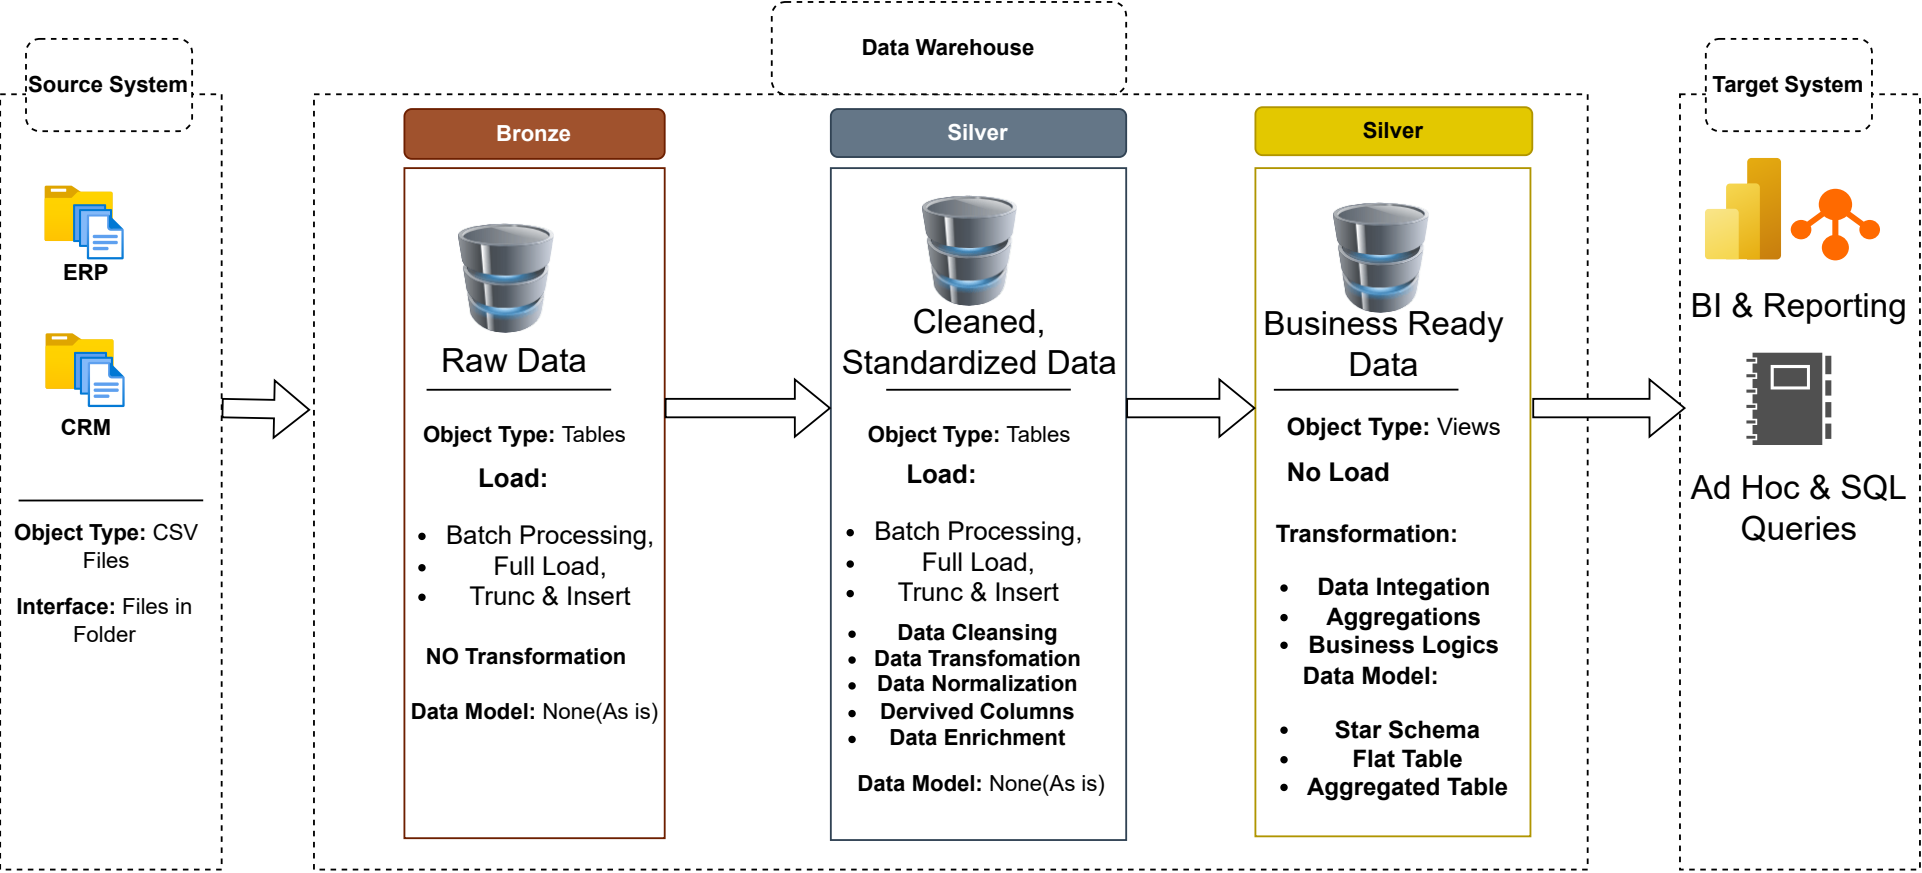 Data Warehouse
Source System
ERP
CRM
Object Type: CSV
Files
Interface: Files in
Folder
Bronze
Raw Data
Object Type: Tables
Load:
• Batch Processing,
• Full Load,
• Trunc & Insert
NO Transformation
Data Model: None(As is)
Silver
Cleaned,
Standardized Data
Object Type: Tables
Load:
• Batch Processing,
• Full Load,
• Trunc & Insert
• Data Cleansing
• Data Transfomation
• Data Normalization
• Dervived Columns
• Data Enrichment
Data Model: None(As is)
Silver
Business Ready
Data
Object Type: Views
No Load
Transformation:
• Data Integation
• Aggregations
• Business Logics
Data Model:
• Star Schema
• Flat Table
• Aggregated Table
Target System
BI & Reporting
Ad Hoc & SQL
Queries